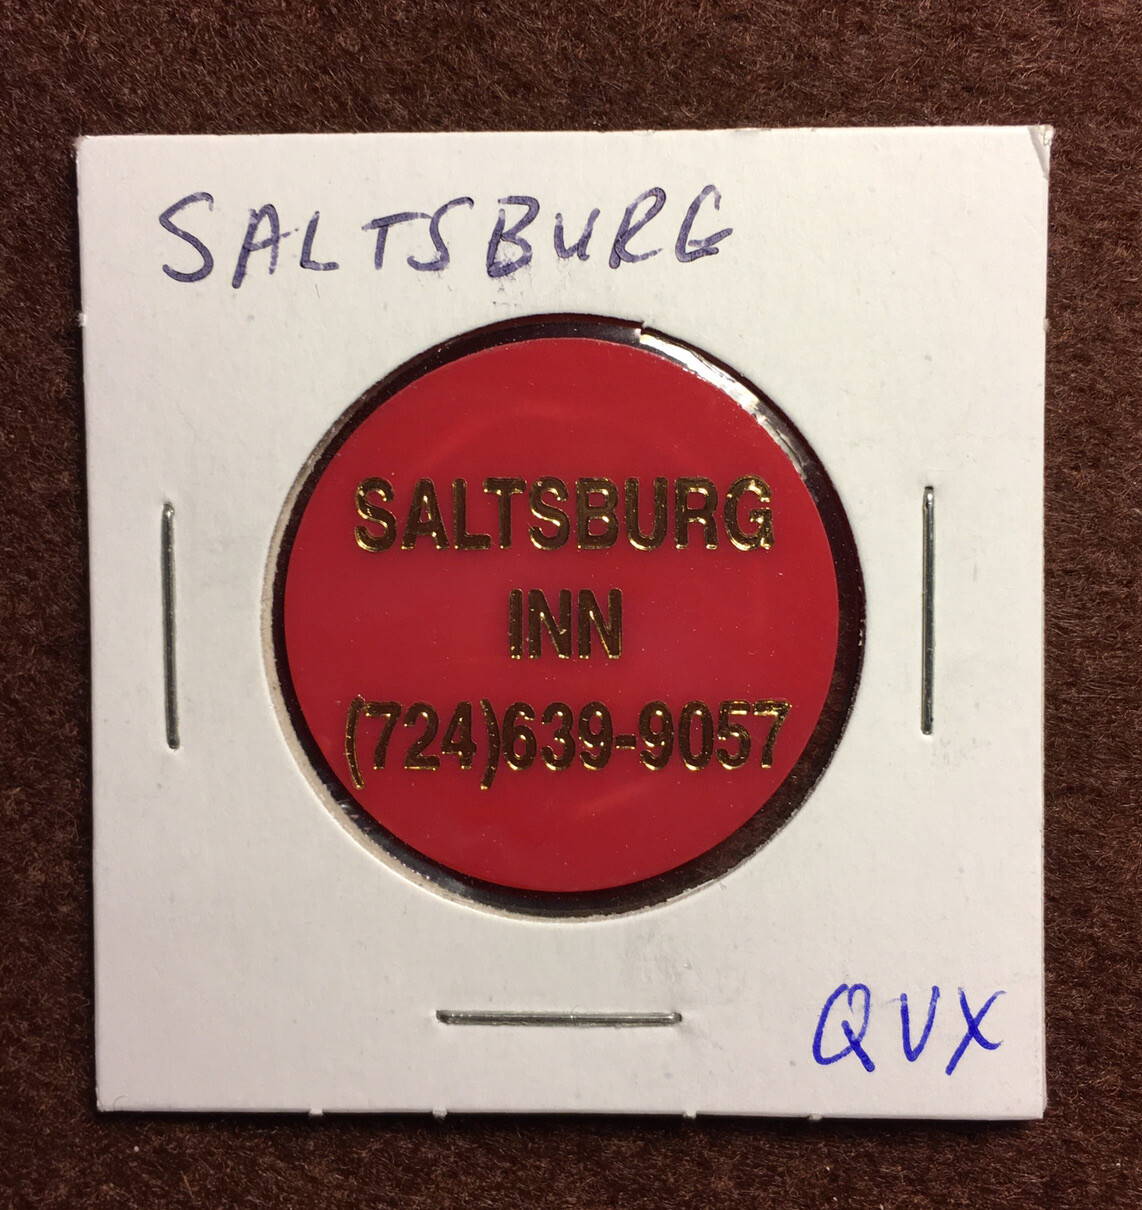 SALTSBURG
SALTSBURG
INN
(724)639-9057
QVX